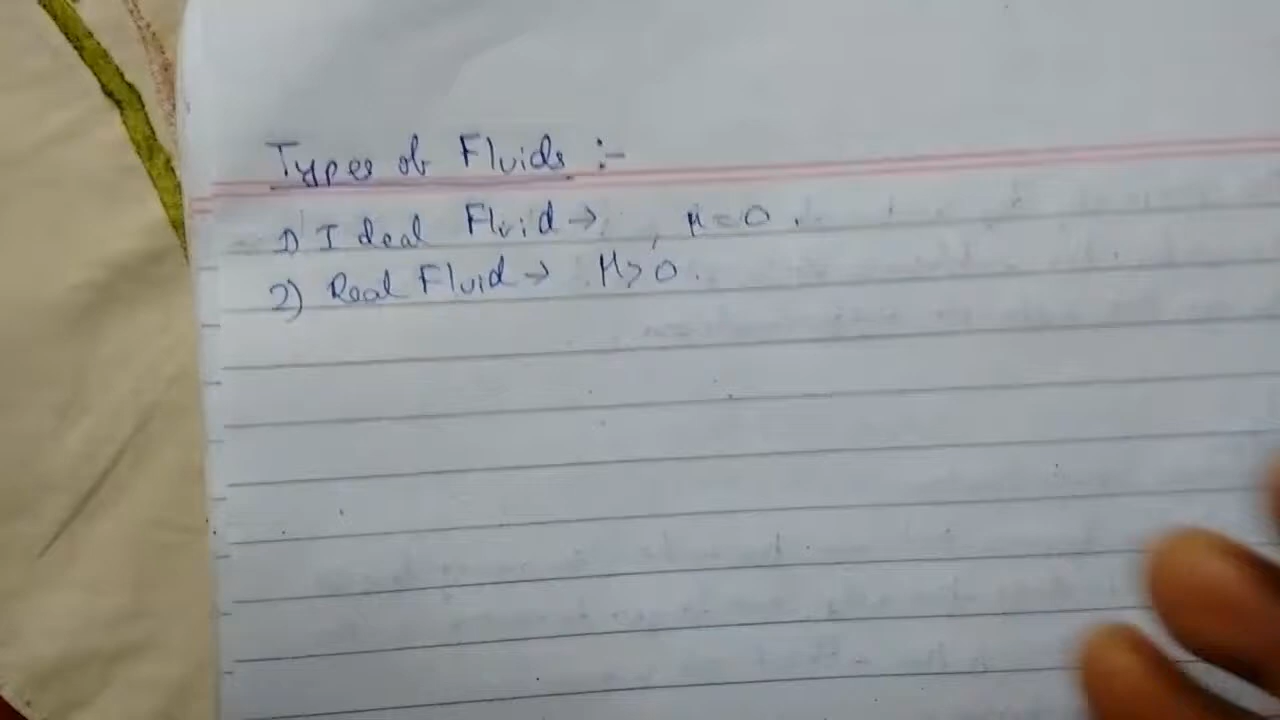 Types of Fluids :-
1) Ideal Fluid → , μ = 0 .
2) Real Fluid → μ > 0 .